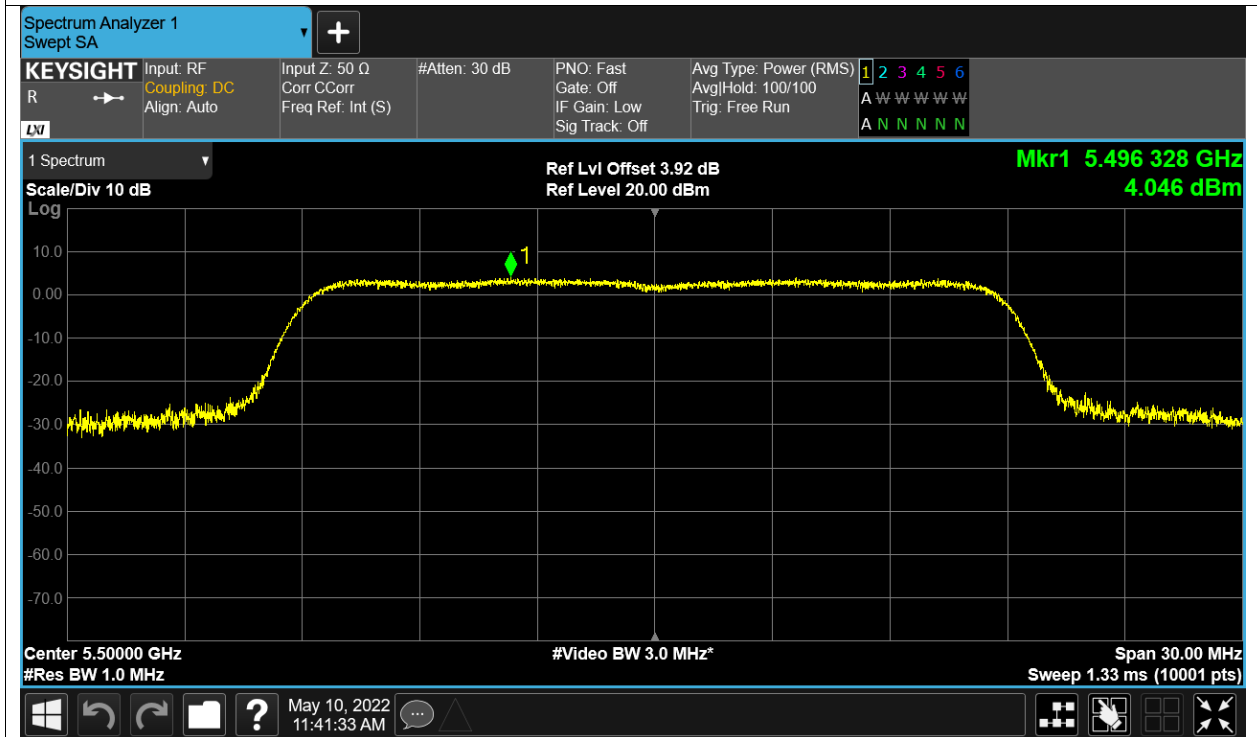 Spectrum Analyzer 1
Swept SA
+
KEYSIGHT
R
LXI
Input: RF
Coupling: DC
Align: Auto
Input Z: 50 Ω
Corr CCorr
Freq Ref: Int (S)
#Atten: 30 dB
PNO: Fast
Gate: Off
IF Gain: Low
Sig Track: Off
Avg Type: Power (RMS)
Avg|Hold: 100/100
Trig: Free Run
1 2 3 4 5 6
A W W W W W
A N N N N N
1 Spectrum
Scale/Div 10 dB
Log
Ref Lvl Offset 3.92 dB
Ref Level 20.00 dBm
Mkr1 5.496 328 GHz
4.046 dBm
1
10.0
0.00
-10.0
-20.0
-30.0
-40.0
-50.0
-60.0
-70.0
Center 5.50000 GHz
#Res BW 1.0 MHz
#Video BW 3.0 MHz*
Span 30.00 MHz
Sweep 1.33 ms (10001 pts)
?
May 10, 2022
11:41:33 AM